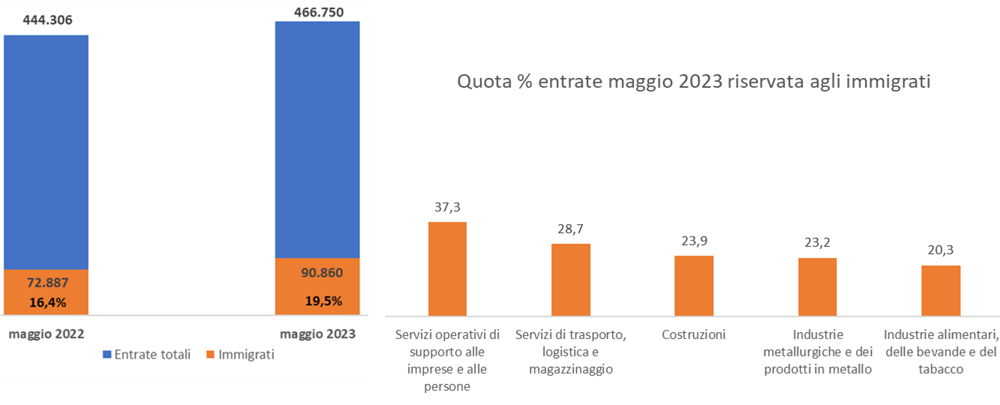 444.306
466.750
72.887
16,4%
90.860
19,5%
maggio 2022
maggio 2023
Entrate totali
Immigrati
Quota % entrate maggio 2023 riservata agli immigrati
37,3
28,7
23,9
23,2
20,3
Servizi operativi di
supporto alle
imprese e alle
persone
Servizi di trasporto,
logistica e
magazzinaggio
Costruzioni
Industrie
metallurgiche e dei
prodotti in metallo
Industrie alimentari,
delle bevande e del
tabacco